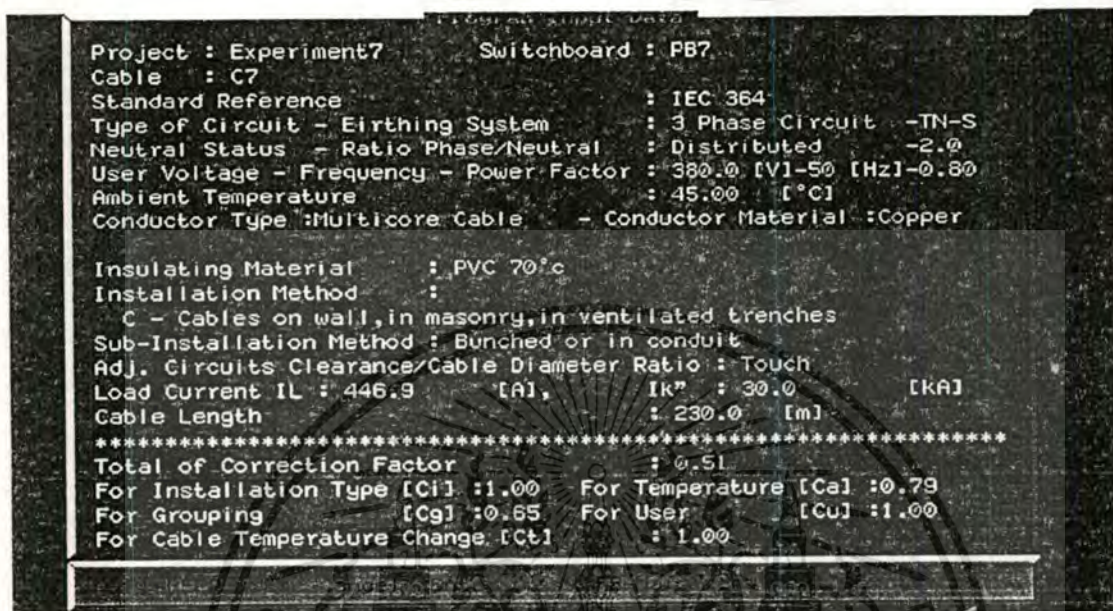 Program Input Data
Project : Experiment7 Switchboard : PB7
Cable : C7
Standard Reference : IEC 364
Type of Circuit - Eirthing System : 3 Phase Circuit -TN-S
Neutral Status - Ratio Phase/Neutral : Distributed -2.0
User Voltage - Frequency - Power Factor : 380.0 [V]-50 [Hz]-0.80
Ambient Temperature : 45.00 [°C]
Conductor Type :Multicore Cable - Conductor Material :Copper
Insulating Material : PVC 70°c
Installation Method :
C - Cables on wall,in masonry,in ventilated trenches
Sub-Installation Method : Bunched or in conduit
Adj. Circuits Clearance/Cable Diameter Ratio : Touch
Load Current IL : 446.9 [A], Ik" : 30.0 [KA]
Cable Length : 230.0 [m]
**********************************************************************
Total of Correction Factor : 0.51
For Installation Type [Ci] :1.00 For Temperature [Ca] :0.79
For Grouping [Cg] :0.65 For User [Cu] :1.00
For Cable Temperature Change [Ct] : 1.00